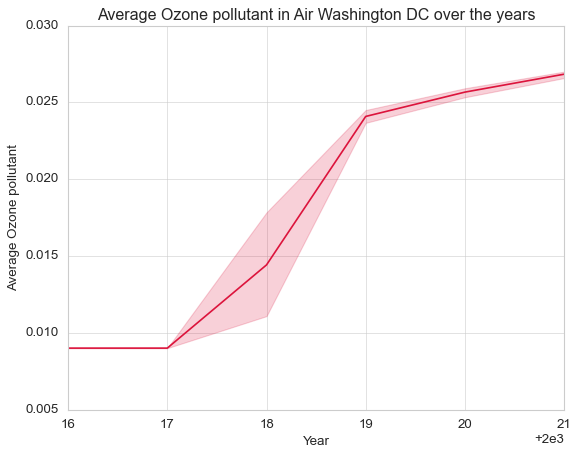 Average Ozone pollutant in Air Washington DC over the years
0.030
0.025
0.020
0.015
0.010
0.005
Average Ozone pollutant
16 17 18 19 20 21
Year
+2e3